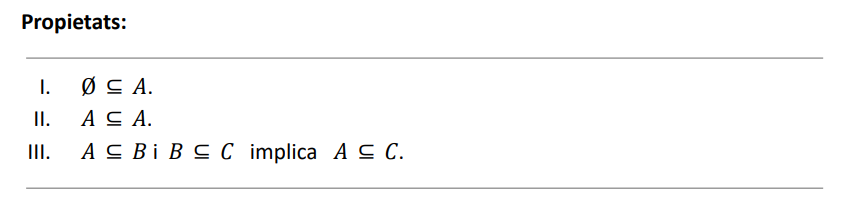 Propietats:
I. Ø ⊆ A.
II. A ⊆ A.
III. A ⊆ B i B ⊆ C implica A ⊆ C.